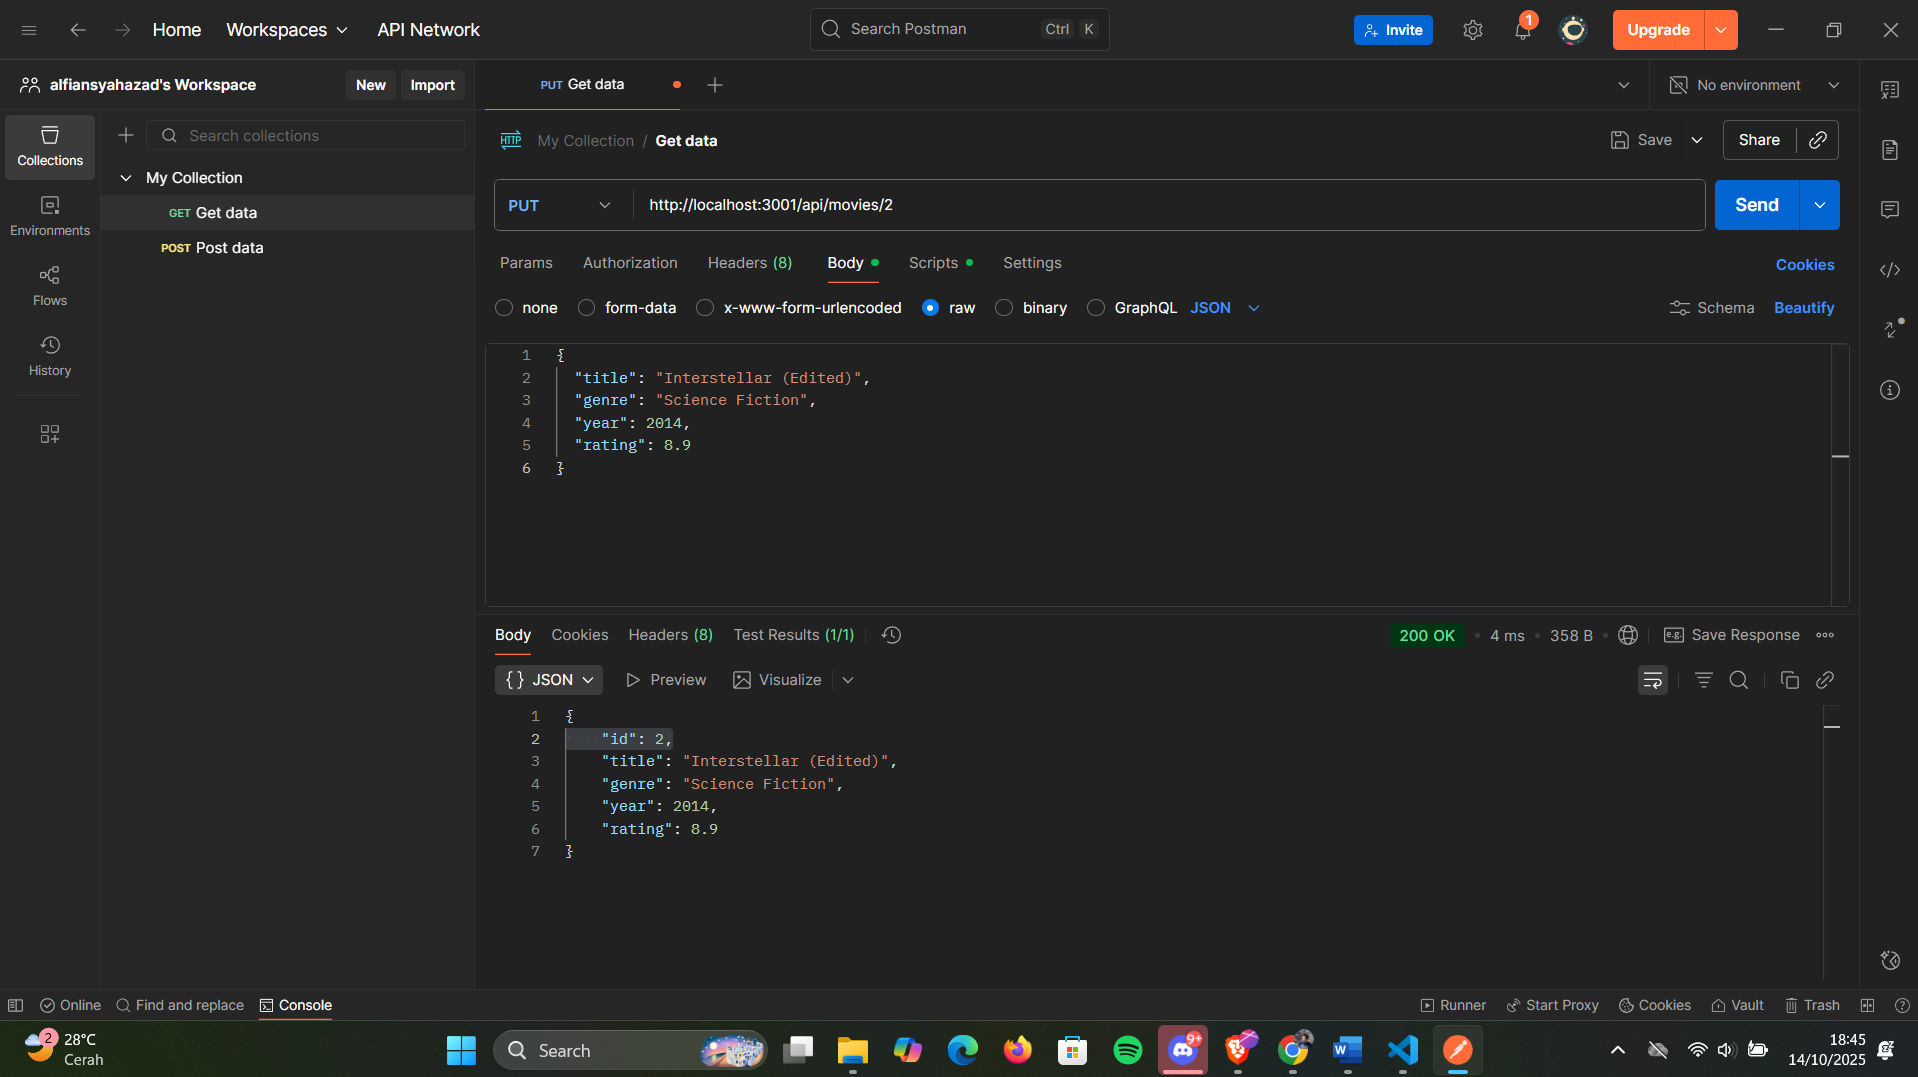 Home Workspaces API Network Search Postman Ctrl K Invite 1 Upgrade
alfiansyahazad's Workspace New Import PUT Get data No environment
Collections
Environments
Flows
History
Search collections
My Collection
GET Get data
POST Post data
HTTP My Collection / Get data Save Share
PUT http://localhost:3001/api/movies/2 Send
Params Authorization Headers (8) Body Scripts Settings Cookies
none form-data x-www-form-urlencoded raw binary GraphQL JSON Schema Beautify
1 {
2 "title": "Interstellar (Edited)",
3 "genre": "Science Fiction",
4 "year": 2014,
5 "rating": 8.9
6 }
Body Cookies Headers (8) Test Results (1/1) 200 OK • 4 ms • 358 B • e.g. Save Response
{} JSON Preview Visualize
1 {
2 "id": 2,
3 "title": "Interstellar (Edited)",
4 "genre": "Science Fiction",
5 "year": 2014,
6 "rating": 8.9
7 }
Online Find and replace Console Runner Start Proxy Cookies Vault Trash
2 28°C
Cerah
Search
9+
18:45
14/10/2025